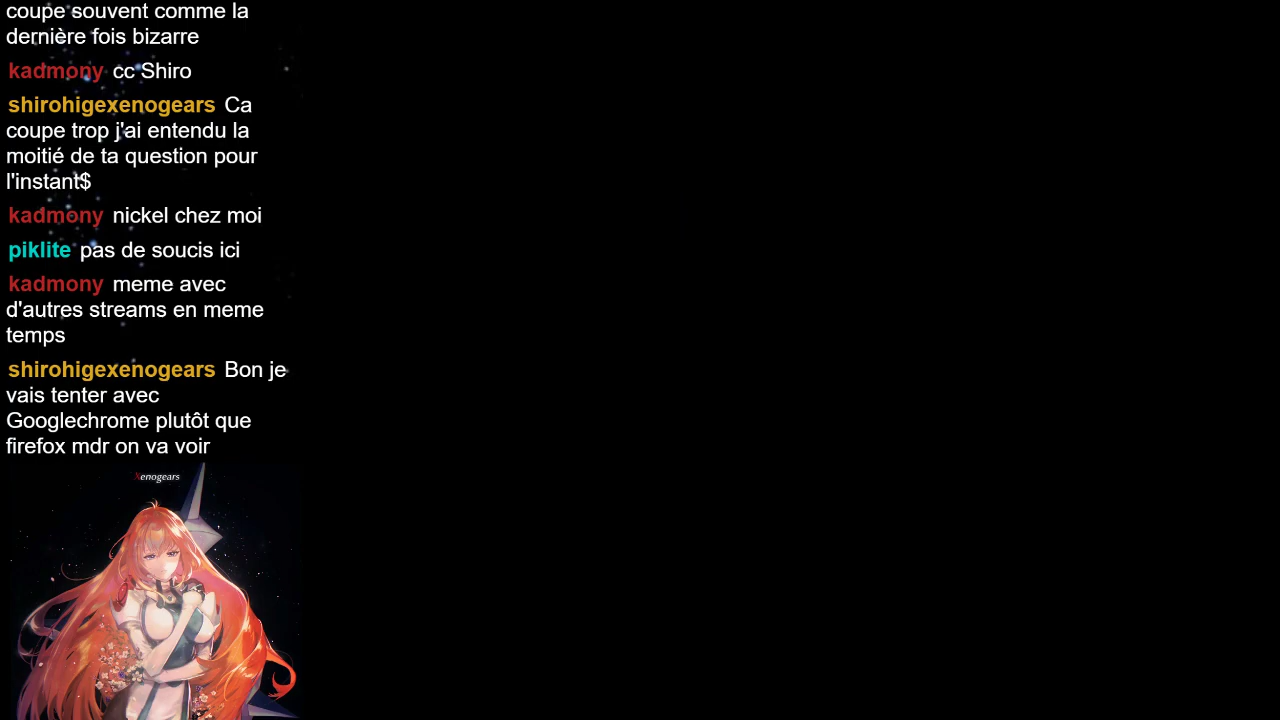 coupe souvent comme la
dernière fois bizarre
kadmony cc Shiro
shirohigexenogears Ca
coupe trop j'ai entendu la
moitié de ta question pour
l'instant$
kadmony nickel chez moi
piklite pas de soucis ici
kadmony meme avec
d'autres streams en meme
temps
shirohigexenogears Bon je
vais tenter avec
Googlechrome plutôt que
firefox mdr on va voir
Xenogears